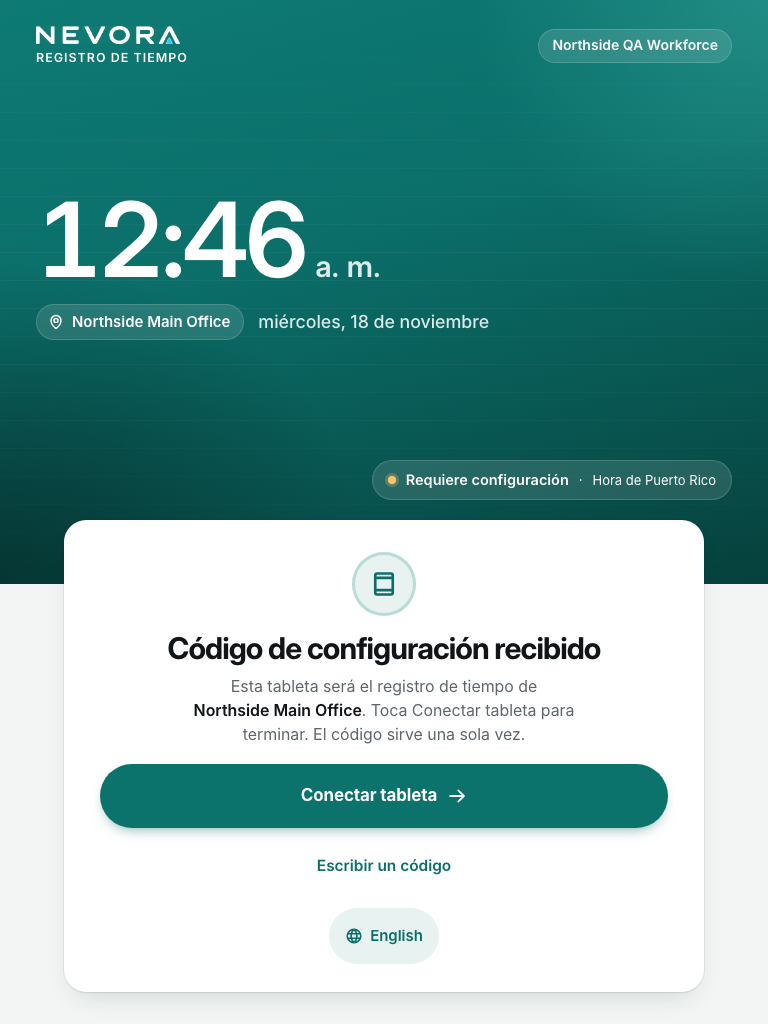 NEVORA
REGISTRO DE TIEMPO
Northside QA Workforce
12:46 a. m.
Northside Main Office
miércoles, 18 de noviembre
Requiere configuración · Hora de Puerto Rico
Código de configuración recibido
Esta tableta será el registro de tiempo de
Northside Main Office. Toca Conectar tableta para
terminar. El código sirve una sola vez.
Conectar tableta →
Escribir un código
English